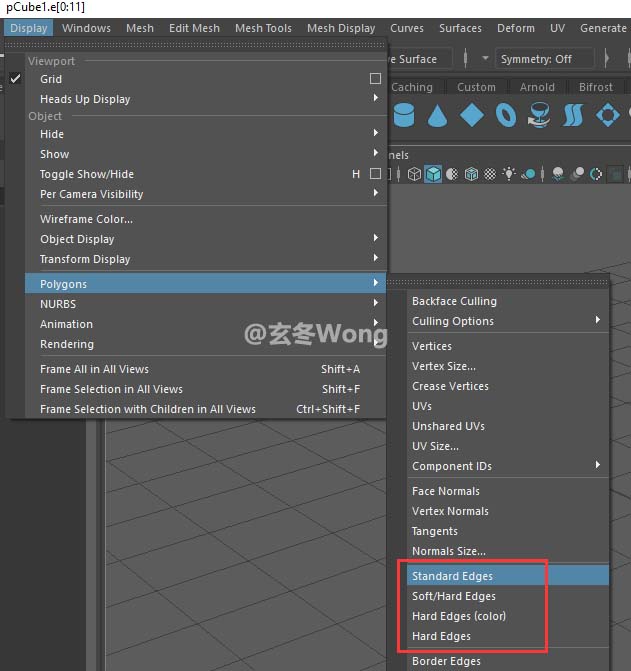 pCube1.e[0:11]
Display Windows Mesh Edit Mesh Mesh Tools Mesh Display Curves Surfaces Deform UV Generate
ve Surface Symmetry: Off
Caching Custom Arnold Bifrost
nels
Viewport
Grid
Heads Up Display
Object
Hide
Show
Toggle Show/Hide H
Per Camera Visibility
Wireframe Color...
Object Display
Transform Display
Polygons
NURBS
Animation
Rendering
Frame All in All Views Shift+A
Frame Selection in All Views Shift+F
Frame Selection with Children in All Views Ctrl+Shift+F
@玄冬Wong
Backface Culling
Culling Options
Vertices
Vertex Size...
Crease Vertices
UVs
Unshared UVs
UV Size...
Component IDs
Face Normals
Vertex Normals
Tangents
Normals Size...
Standard Edges
Soft/Hard Edges
Hard Edges (color)
Hard Edges
Border Edges